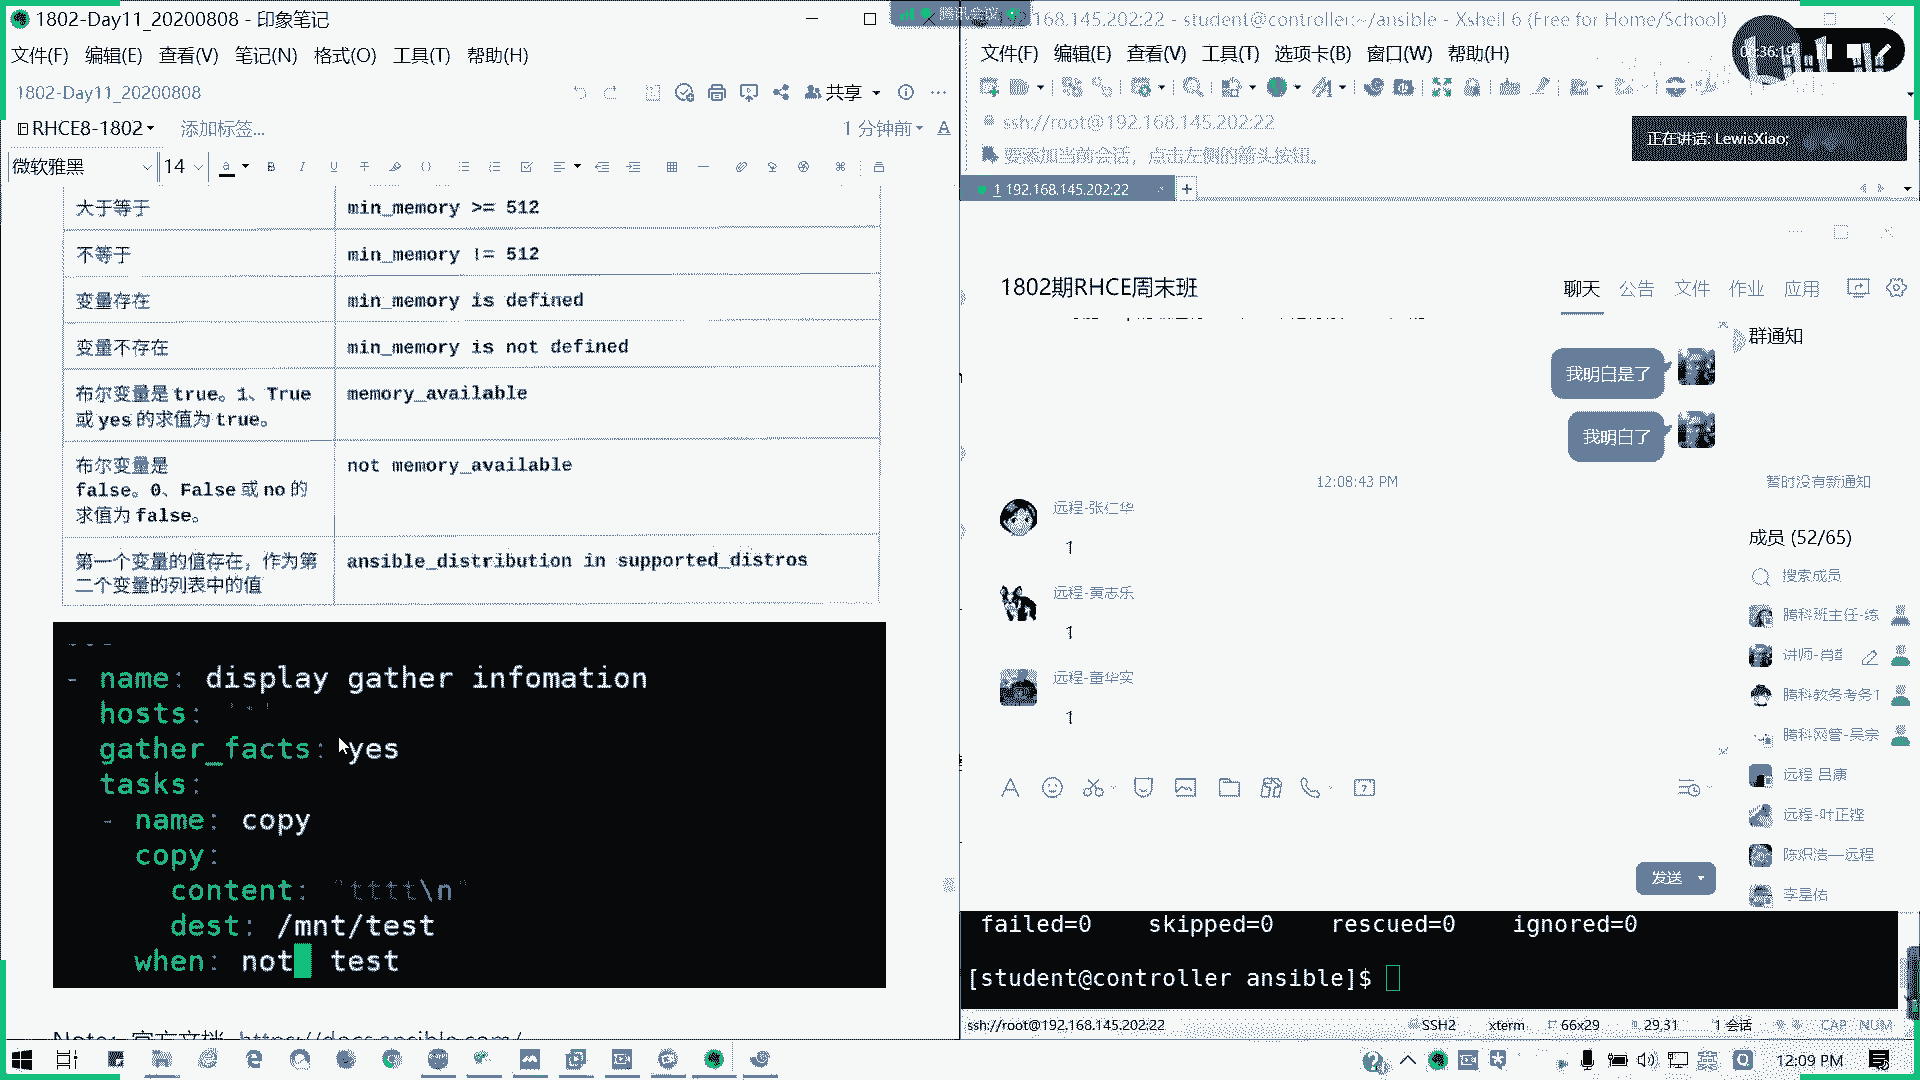 1802-Day11_20200808 - 印象笔记
文件(F) 编辑(E) 查看(V) 笔记(N) 格式(O) 工具(T) 帮助(H)
1802-Day11_20200808
共享
RHCE8-1802 添加标签...
1 分钟前
微软雅黑 14
大于等于 min_memory >= 512
不等于 min_memory != 512
变量存在 min_memory is defined
变量不存在 min_memory is not defined
布尔变量是 true。1、True 或 yes 的求值为 true。 memory_available
布尔变量是 false。0、False 或 no 的求值为 false。 not memory_available
第一个变量的值存在，作为第二个变量的列表中的值 ansible_distribution in supported_distros
---
- name: display gather infomation
hosts: '*'
gather_facts: yes
tasks:
- name: copy
copy:
content: "tttt\n"
dest: /mnt/test
when: not test
腾讯会议
192.168.145.202:22 - student@controller:~/ansible - Xshell 6 (Free for Home/School)
文件(F) 编辑(E) 查看(V) 工具(T) 选项卡(B) 窗口(W) 帮助(H)
ssh://root@192.168.145.202:22
要添加当前会话，点击左侧的箭头按钮。
正在讲话: LewisXiao;
1 192.168.145.202:22
1802期RHCE周末班
聊天 公告 文件 作业 应用
群通知
我明白是了
我明白了
12:08:43 PM
暂时没有新通知
远程-张仁华
1
远程-黄志乐
1
远程-董华实
1
成员 (52/65)
搜索成员
腾科班主任-练
腾科教务考务
腾科网管-吴宗
远程 吕康
远程-叶正铿
李星佑
发送
failed=0 skipped=0 rescued=0 ignored=0
[student@controller ansible]$
ssh://root@192.168.145.202:22 SSH2 xterm 66x29 29,31 1 会话 CAP NUM
12:09 PM